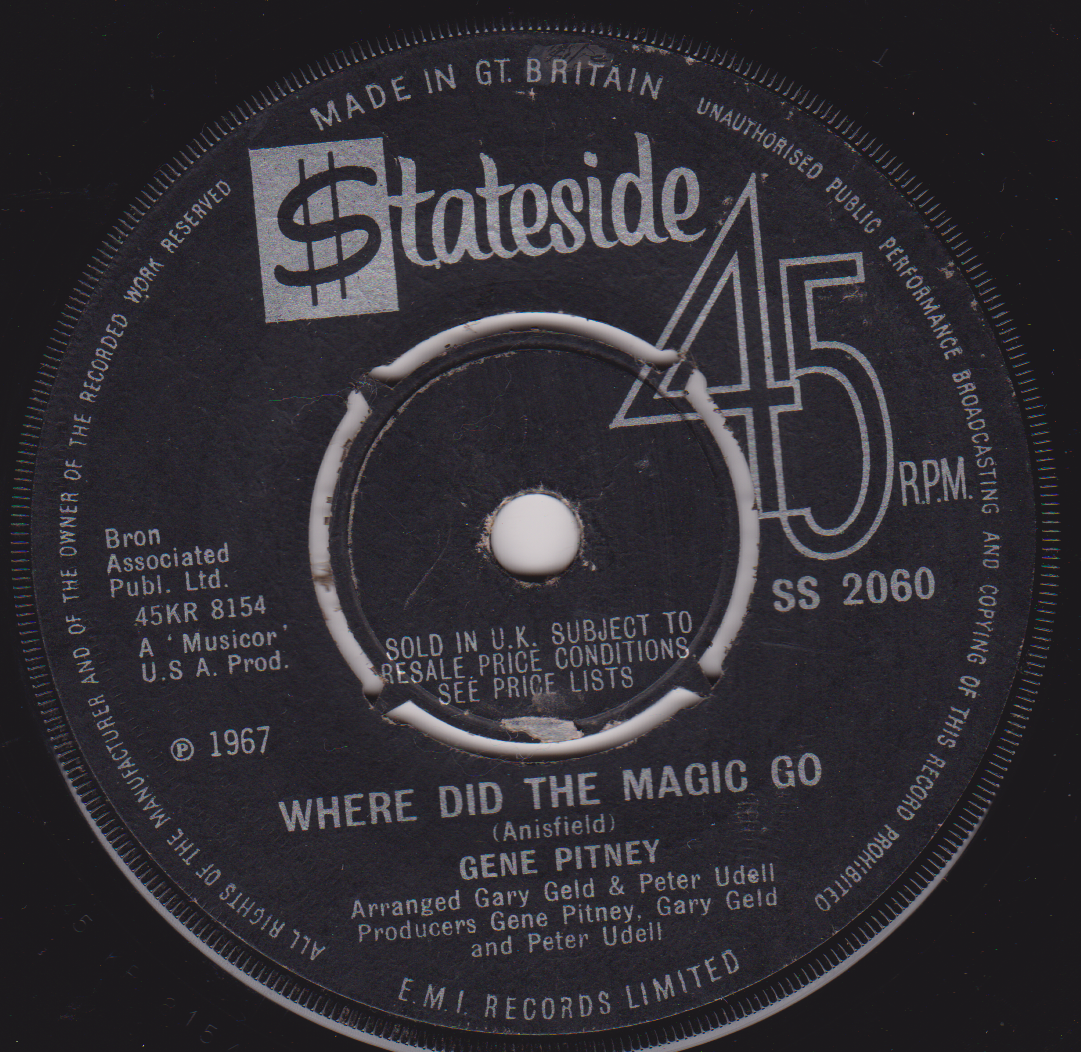 MADE IN GT. BRITAIN
UNAUTHORISED PUBLIC PERFORMANCE BROADCASTING AND COPYING OF THIS RECORD PROHIBITED
ALL RIGHTS OF THE MANUFACTURER AND OF THE OWNER OF THE RECORDED WORK RESERVED
$tateside
45
R.P.M.
SS 2060
Bron
Associated
Publ. Ltd.
45KR 8154
A 'Musicor'
U.S A. Prod.
℗ 1967
SOLD IN U.K. SUBJECT TO
RESALE PRICE CONDITIONS,
SEE PRICE LISTS
WHERE DID THE MAGIC GO
(Anisfield)
GENE PITNEY
Arranged Gary Geld & Peter Udell
Producers Gene Pitney, Gary Geld
and Peter Udell
E.M.I. RECORDS LIMITED